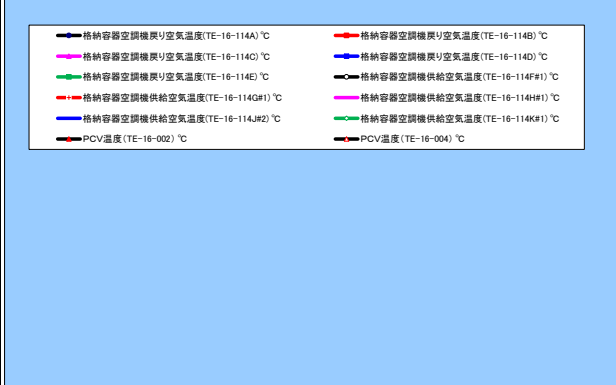 格納容器空調機戻り空気温度(TE-16-114A) ℃
格納容器空調機戻り空気温度(TE-16-114B) ℃
格納容器空調機戻り空気温度(TE-16-114C) ℃
格納容器空調機戻り空気温度(TE-16-114D) ℃
格納容器空調機戻り空気温度(TE-16-114E) ℃
格納容器空調機供給空気温度(TE-16-114F#1) ℃
格納容器空調機供給空気温度(TE-16-114G#1) ℃
格納容器空調機供給空気温度(TE-16-114H#1) ℃
格納容器空調機供給空気温度(TE-16-114J#2) ℃
格納容器空調機供給空気温度(TE-16-114K#1) ℃
PCV温度(TE-16-002) ℃
PCV温度(TE-16-004) ℃